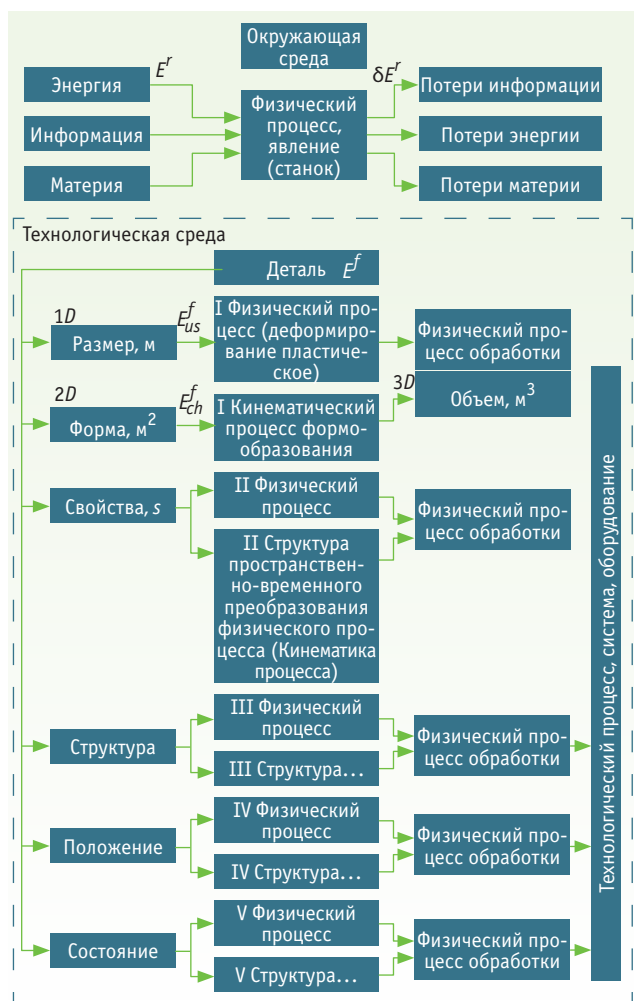 Окружающая
среда
Энергия
E^r
Информация
Материя
Физический
процесс,
явление
(станок)
δE^r
Потери информации
Потери энергии
Потери материи
Технологическая среда
Деталь E^f
1D
Размер, м
E^f_us
I Физический про-
цесс (деформиро-
вание пластиче-
ское)
Физический про-
цесс обработки
2D
Форма, м²
E^f_ch
I Кинематический
процесс формо-
образования
3D
Объем, м³
Свойства, s
II Физический
процесс
II Структура
пространствен-
но-временного
преобразования
физического про-
цесса (Кинематика
процесса)
Физический про-
цесс обработки
Структура
III Физический
процесс
III Структура...
Физический про-
цесс обработки
Положение
IV Физический
процесс
IV Структура...
Физический про-
цесс обработки
Состояние
V Физический
процесс
V Структура...
Физический про-
цесс обработки
Технологический процесс, система, оборудование